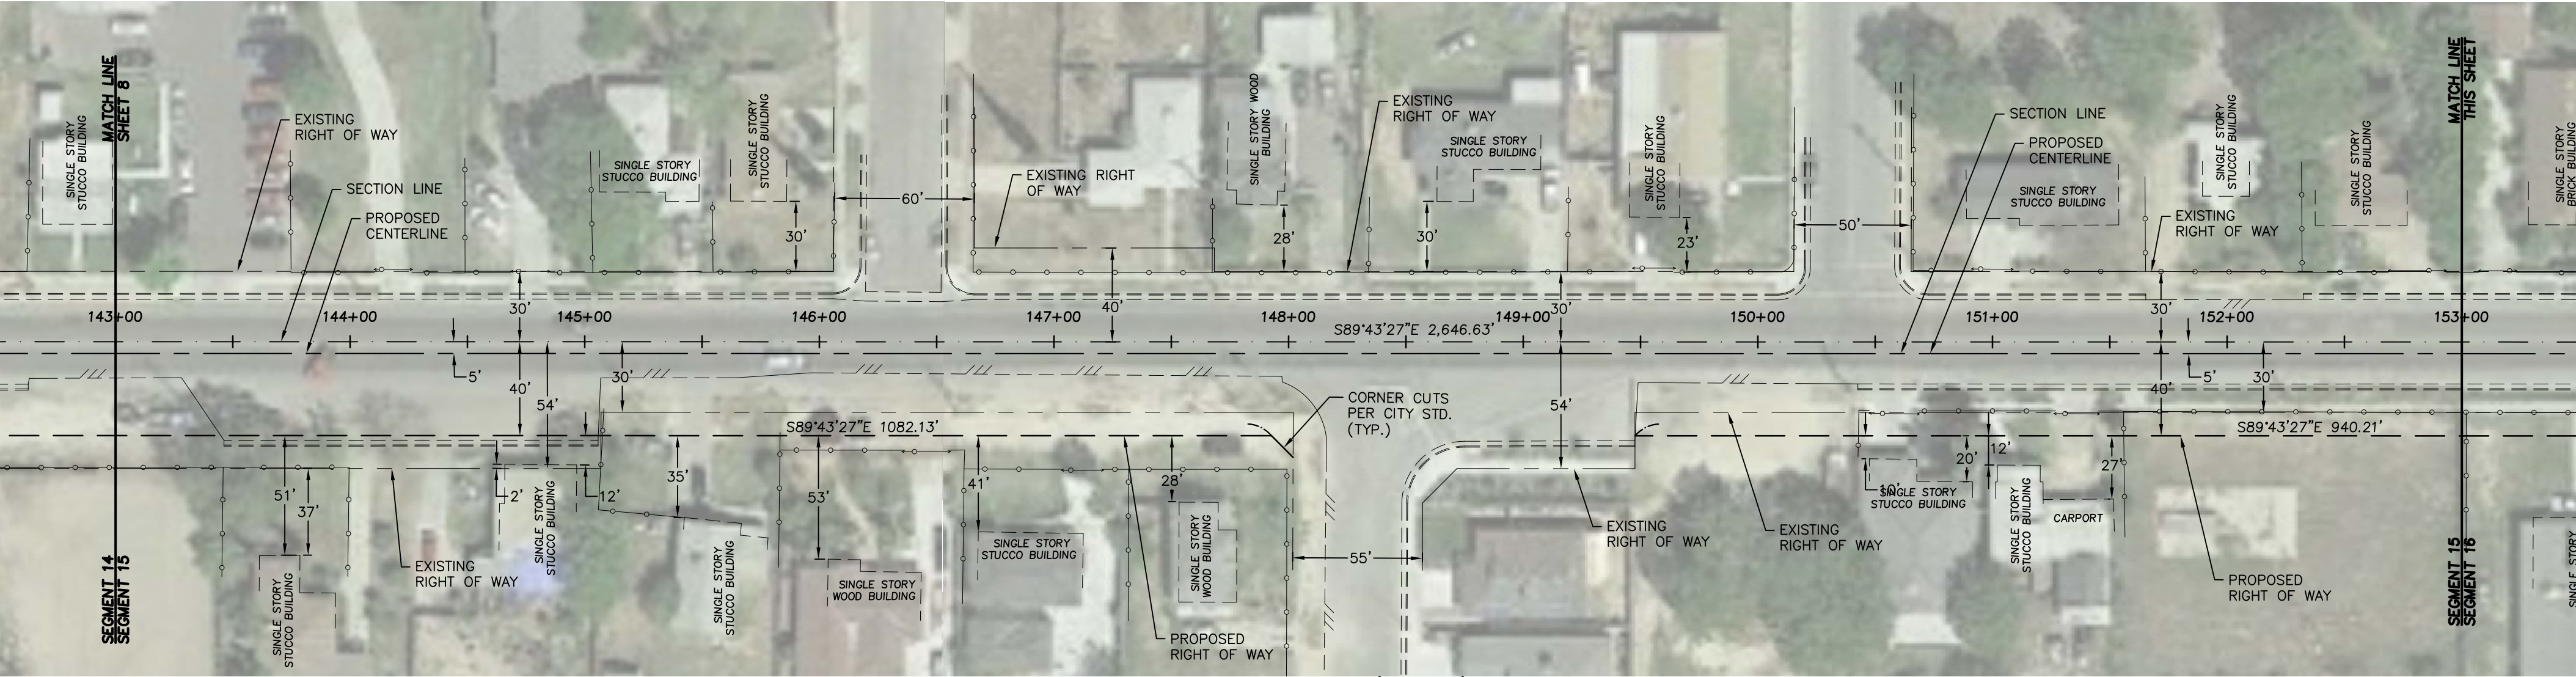 MATCH LINE
SHEET 8
SINGLE STORY
STUCCO BUILDING
EXISTING
RIGHT OF WAY
SECTION LINE
PROPOSED
CENTERLINE
SINGLE STORY
STUCCO BUILDING
SINGLE STORY
STUCCO BUILDING
30'
60'
EXISTING RIGHT
OF WAY
SINGLE STORY WOOD
BUILDING
28'
EXISTING
RIGHT OF WAY
SINGLE STORY
STUCCO BUILDING
30'
SINGLE STORY
STUCCO BUILDING
23'
50'
SECTION LINE
PROPOSED
CENTERLINE
SINGLE STORY
STUCCO BUILDING
SINGLE STORY
STUCCO BUILDING
EXISTING
RIGHT OF WAY
SINGLE STORY
STUCCO BUILDING
MATCH LINE
THIS SHEET
SINGLE STORY
BRICK BUILDING
30'
40'
30'
30'
143+00
144+00
145+00
146+00
147+00
148+00
149+00
150+00
151+00
152+00
153+00
S89°43'27"E 2,646.63'
5'
40'
54'
30'
54'
40'
5'
30'
CORNER CUTS
PER CITY STD.
(TYP.)
S89°43'27"E 1082.13'
S89°43'27"E 940.21'
51'
37'
2'
12'
35'
53'
41'
28'
55'
10'
20'
12'
27'
SINGLE STORY
STUCCO BUILDING
EXISTING
RIGHT OF WAY
SINGLE STORY
STUCCO BUILDING
SINGLE STORY
STUCCO BUILDING
SINGLE STORY
WOOD BUILDING
SINGLE STORY
STUCCO BUILDING
SINGLE STORY
WOOD BUILDING
PROPOSED
RIGHT OF WAY
EXISTING
RIGHT OF WAY
EXISTING
RIGHT OF WAY
SINGLE STORY
STUCCO BUILDING
SINGLE STORY
STUCCO BUILDING
CARPORT
PROPOSED
RIGHT OF WAY
SEGMENT 14
SEGMENT 15
SEGMENT 15
SEGMENT 16
SINGLE STORY